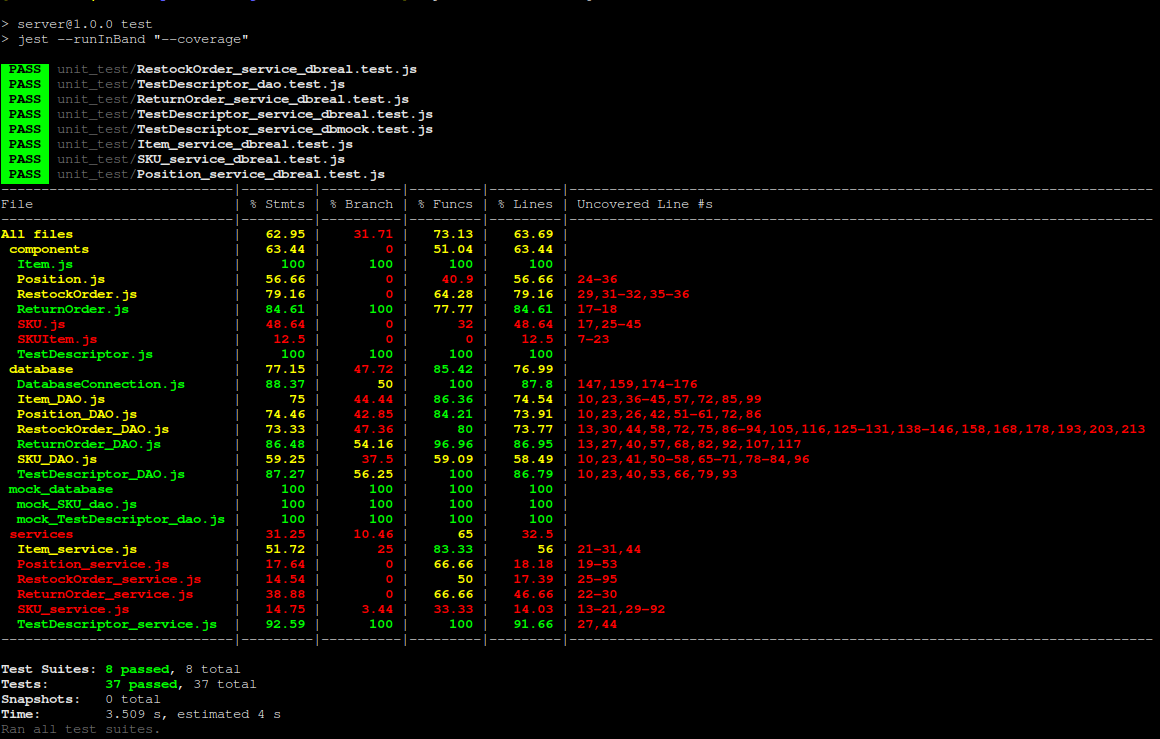 > server@1.0.0 test
> jest --runInBand "--coverage"
PASS unit_test/RestockOrder_service_dbreal.test.js
PASS unit_test/TestDescriptor_dao.test.js
PASS unit_test/ReturnOrder_service_dbreal.test.js
PASS unit_test/TestDescriptor_service_dbreal.test.js
PASS unit_test/TestDescriptor_service_dbmock.test.js
PASS unit_test/Item_service_dbreal.test.js
PASS unit_test/SKU_service_dbreal.test.js
PASS unit_test/Position_service_dbreal.test.js
File | % Stmts | % Branch | % Funcs | % Lines | Uncovered Line #s
All files | 62.95 | 31.71 | 73.13 | 63.69 |
components | 63.44 | 0 | 51.04 | 63.44 |
Item.js | 100 | 100 | 100 | 100 |
Position.js | 56.66 | 0 | 40.9 | 56.66 | 24-36
RestockOrder.js | 79.16 | 0 | 64.28 | 79.16 | 29,31-32,35-36
ReturnOrder.js | 84.61 | 100 | 77.77 | 84.61 | 17-18
SKU.js | 48.64 | 0 | 32 | 48.64 | 17,25-45
SKUItem.js | 12.5 | 0 | 0 | 12.5 | 7-23
TestDescriptor.js | 100 | 100 | 100 | 100 |
database | 77.15 | 47.72 | 85.42 | 76.99 |
DatabaseConnection.js | 88.37 | 50 | 100 | 87.8 | 147,159,174-176
Item_DAO.js | 75 | 44.44 | 86.36 | 74.54 | 10,23,36-45,57,72,85,99
Position_DAO.js | 74.46 | 42.85 | 84.21 | 73.91 | 10,23,26,42,51-61,72,86
RestockOrder_DAO.js | 73.33 | 47.36 | 80 | 73.77 | 13,30,44,58,72,75,86-94,105,116,125-131,138-146,158,168,178,193,203,213
ReturnOrder_DAO.js | 86.48 | 54.16 | 96.96 | 86.95 | 13,27,40,57,68,82,92,107,117
SKU_DAO.js | 59.25 | 37.5 | 59.09 | 58.49 | 10,23,41,50-58,65-71,78-84,96
TestDescriptor_DAO.js | 87.27 | 56.25 | 100 | 86.79 | 10,23,40,53,66,79,93
mock_database | 100 | 100 | 100 | 100 |
mock_SKU_dao.js | 100 | 100 | 100 | 100 |
mock_TestDescriptor_dao.js | 100 | 100 | 100 | 100 |
services | 31.25 | 10.46 | 65 | 32.5 |
Item_service.js | 51.72 | 25 | 83.33 | 56 | 21-31,44
Position_service.js | 17.64 | 0 | 66.66 | 18.18 | 19-53
RestockOrder_service.js | 14.54 | 0 | 50 | 17.39 | 25-95
ReturnOrder_service.js | 38.88 | 0 | 66.66 | 46.66 | 22-30
SKU_service.js | 14.75 | 3.44 | 33.33 | 14.03 | 13-21,29-92
TestDescriptor_service.js | 92.59 | 100 | 100 | 91.66 | 27,44
Test Suites: 8 passed, 8 total
Tests: 37 passed, 37 total
Snapshots: 0 total
Time: 3.509 s, estimated 4 s
Ran all test suites.